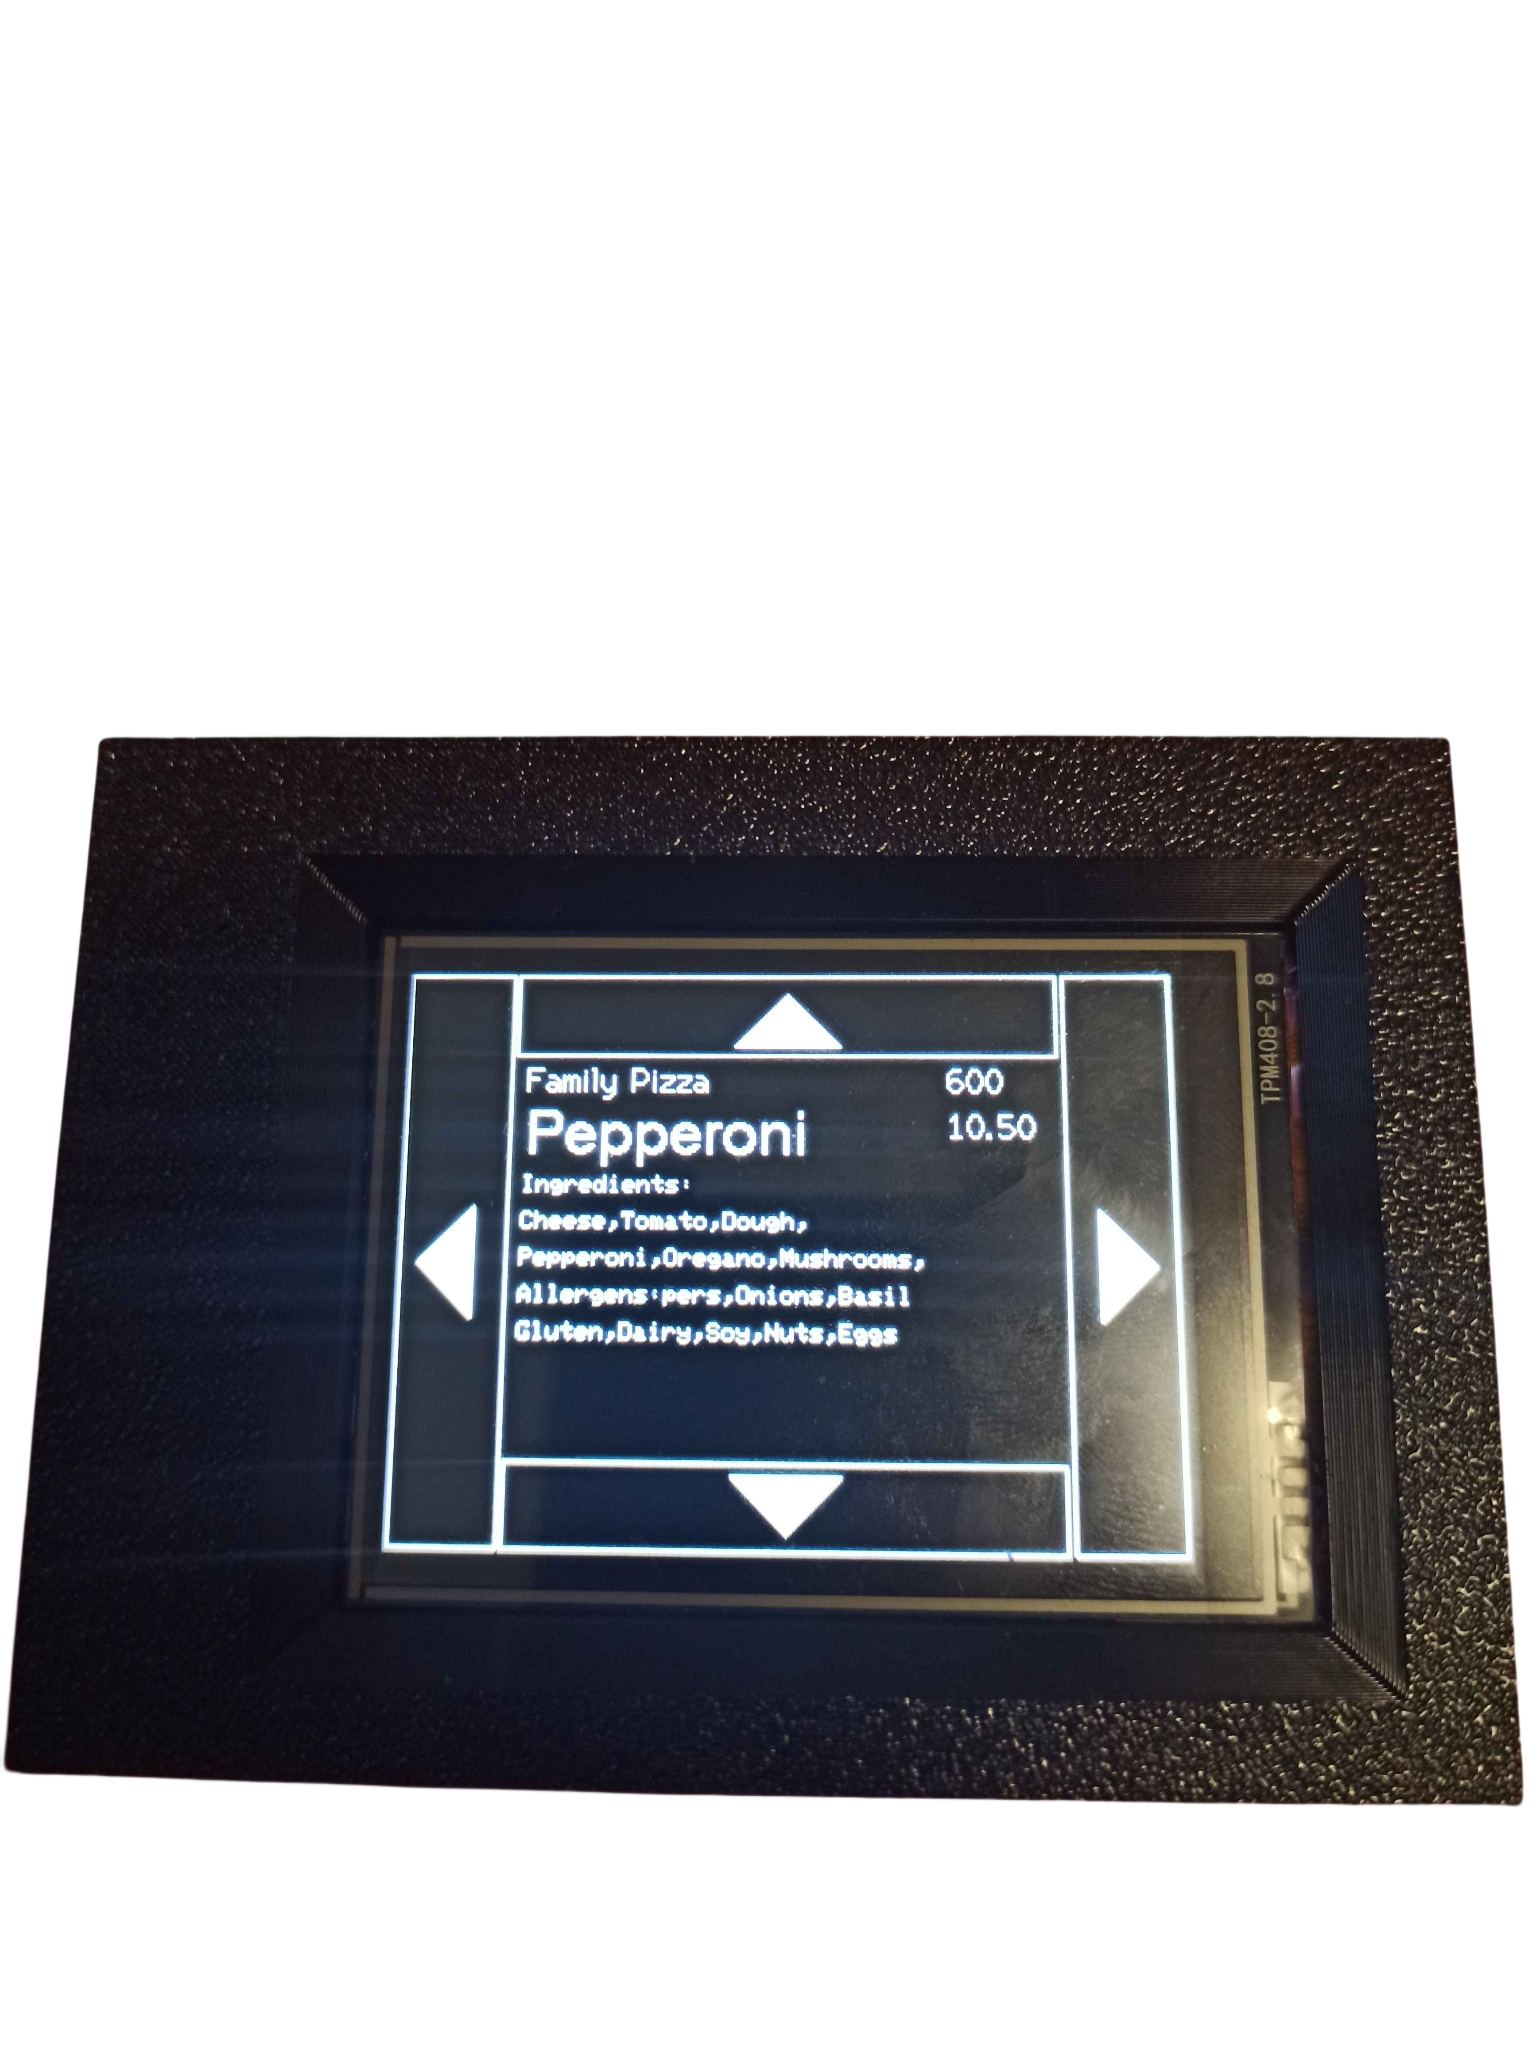 Family Pizza 600
Pepperoni 10.50
Ingredients:
Cheese,Tomato,Dough,
Pepperoni,Oregano,Mushrooms,
Allergens:pers,Onions,Basil
Gluten,Dairy,Soy,Nuts,Eggs
TPM408-2.8